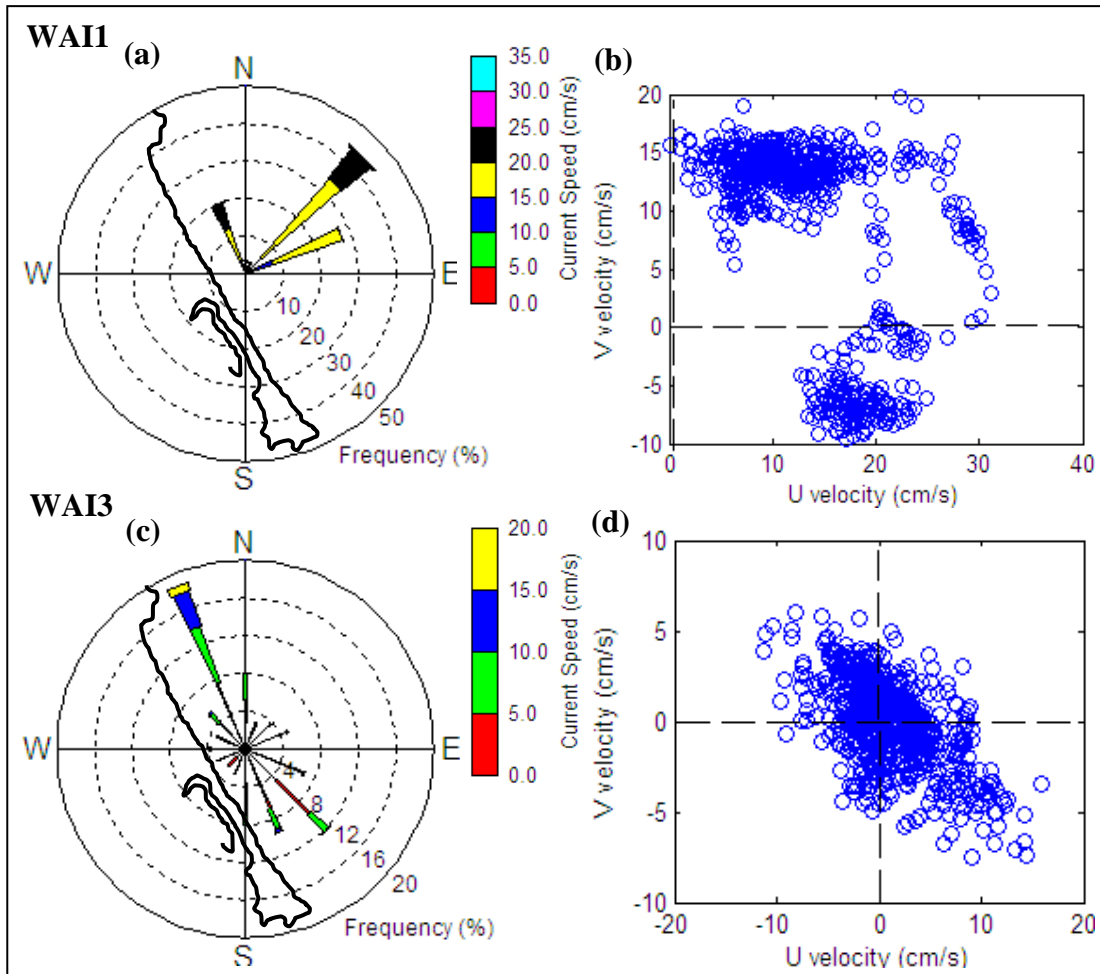 WAI1
(a)
N
W
E
S
10
20
30
40
50
Frequency (%)
35.0
30.0
25.0
20.0
15.0
10.0
5.0
0.0
Current Speed (cm/s)
(b)
20
15
10
5
0
-5
-10
V velocity (cm/s)
0
10
20
30
40
U velocity (cm/s)
WAI3
(c)
N
W
E
S
4
8
12
16
20
Frequency (%)
20.0
15.0
10.0
5.0
0.0
Current Speed (cm/s)
(d)
10
5
0
-5
-10
V velocity (cm/s)
-20
-10
0
10
20
U velocity (cm/s)